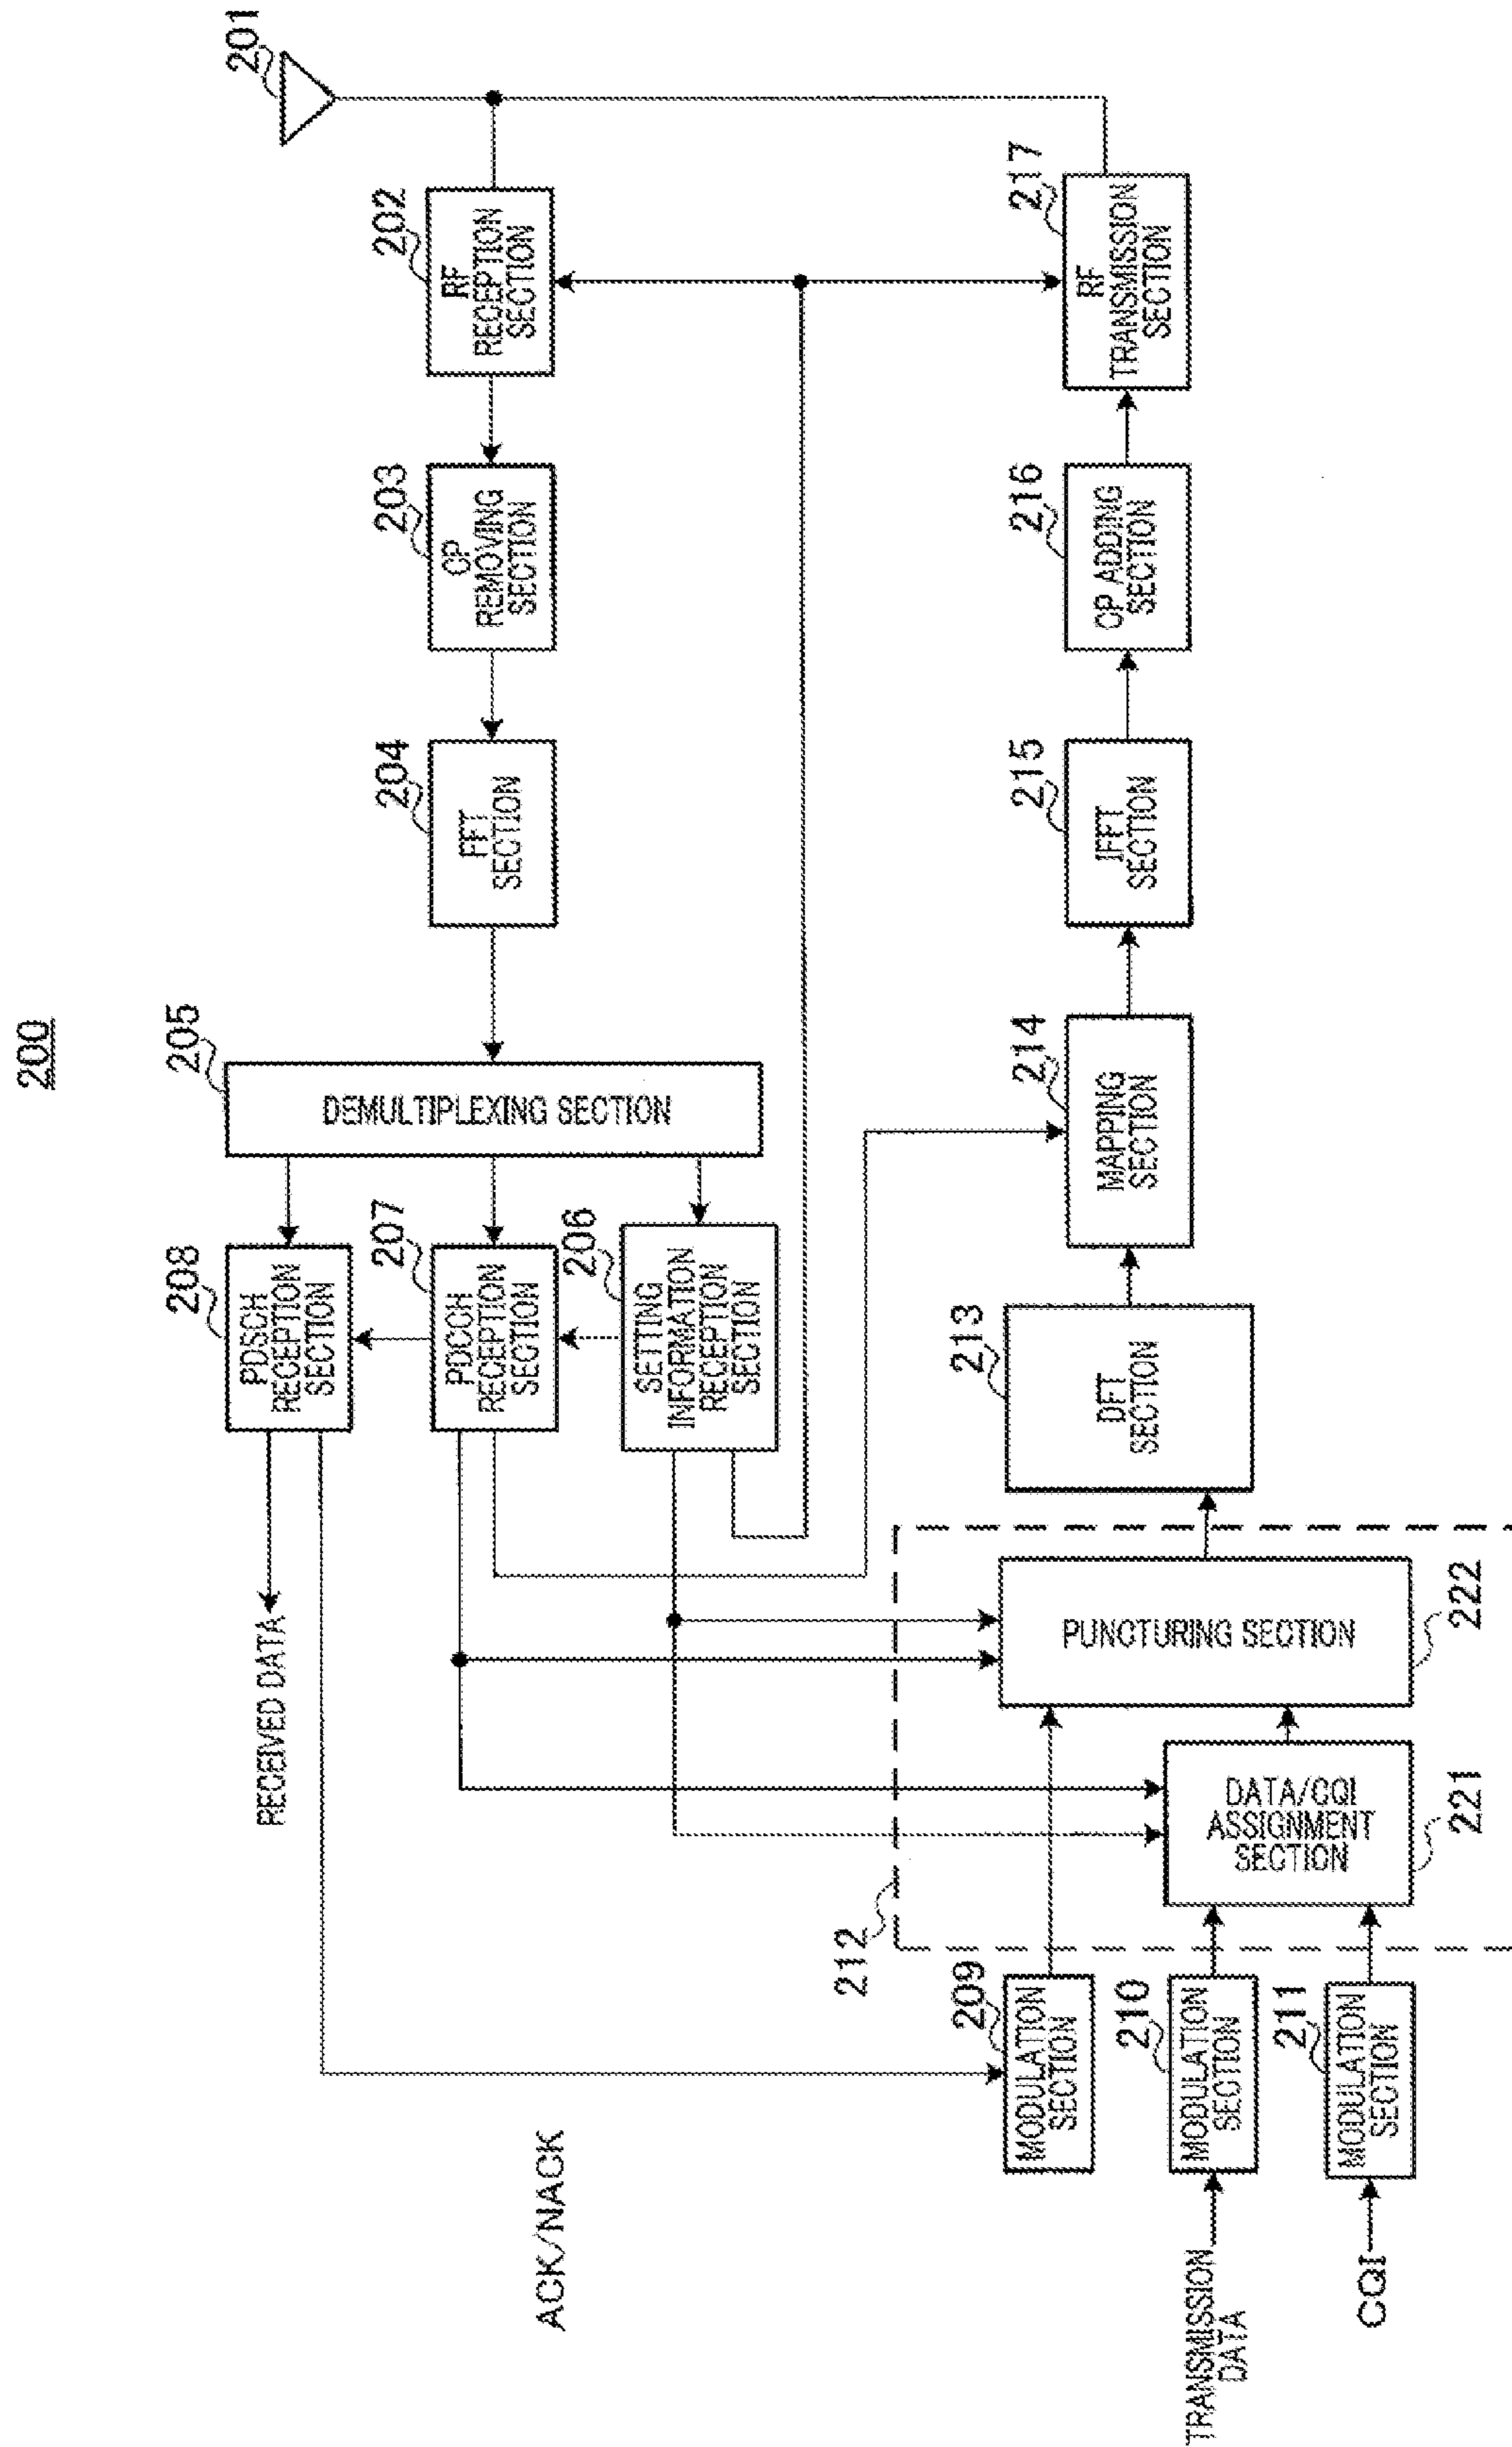 200
201
202
RF
RECEPTION
SECTION
203
CP
REMOVING
SECTION
204
FFT
SECTION
205
DEMULTIPLEXING SECTION
208
PDSCH
RECEPTION
SECTION
207
PDCCH
RECEPTION
SECTION
206
SETTING
INFORMATION
RECEPTION
SECTION
RECEIVED DATA
ACK/NACK
TRANSMISSION
DATA
CQI
209
MODULATION
SECTION
210
MODULATION
SECTION
211
MODULATION
SECTION
212
DATA/CQI
ASSIGNMENT
SECTION
221
PUNCTURING SECTION
222
213
DFT
SECTION
214
MAPPING
SECTION
215
IFFT
SECTION
216
CP ADDING
SECTION
217
RF
TRANSMISSION
SECTION